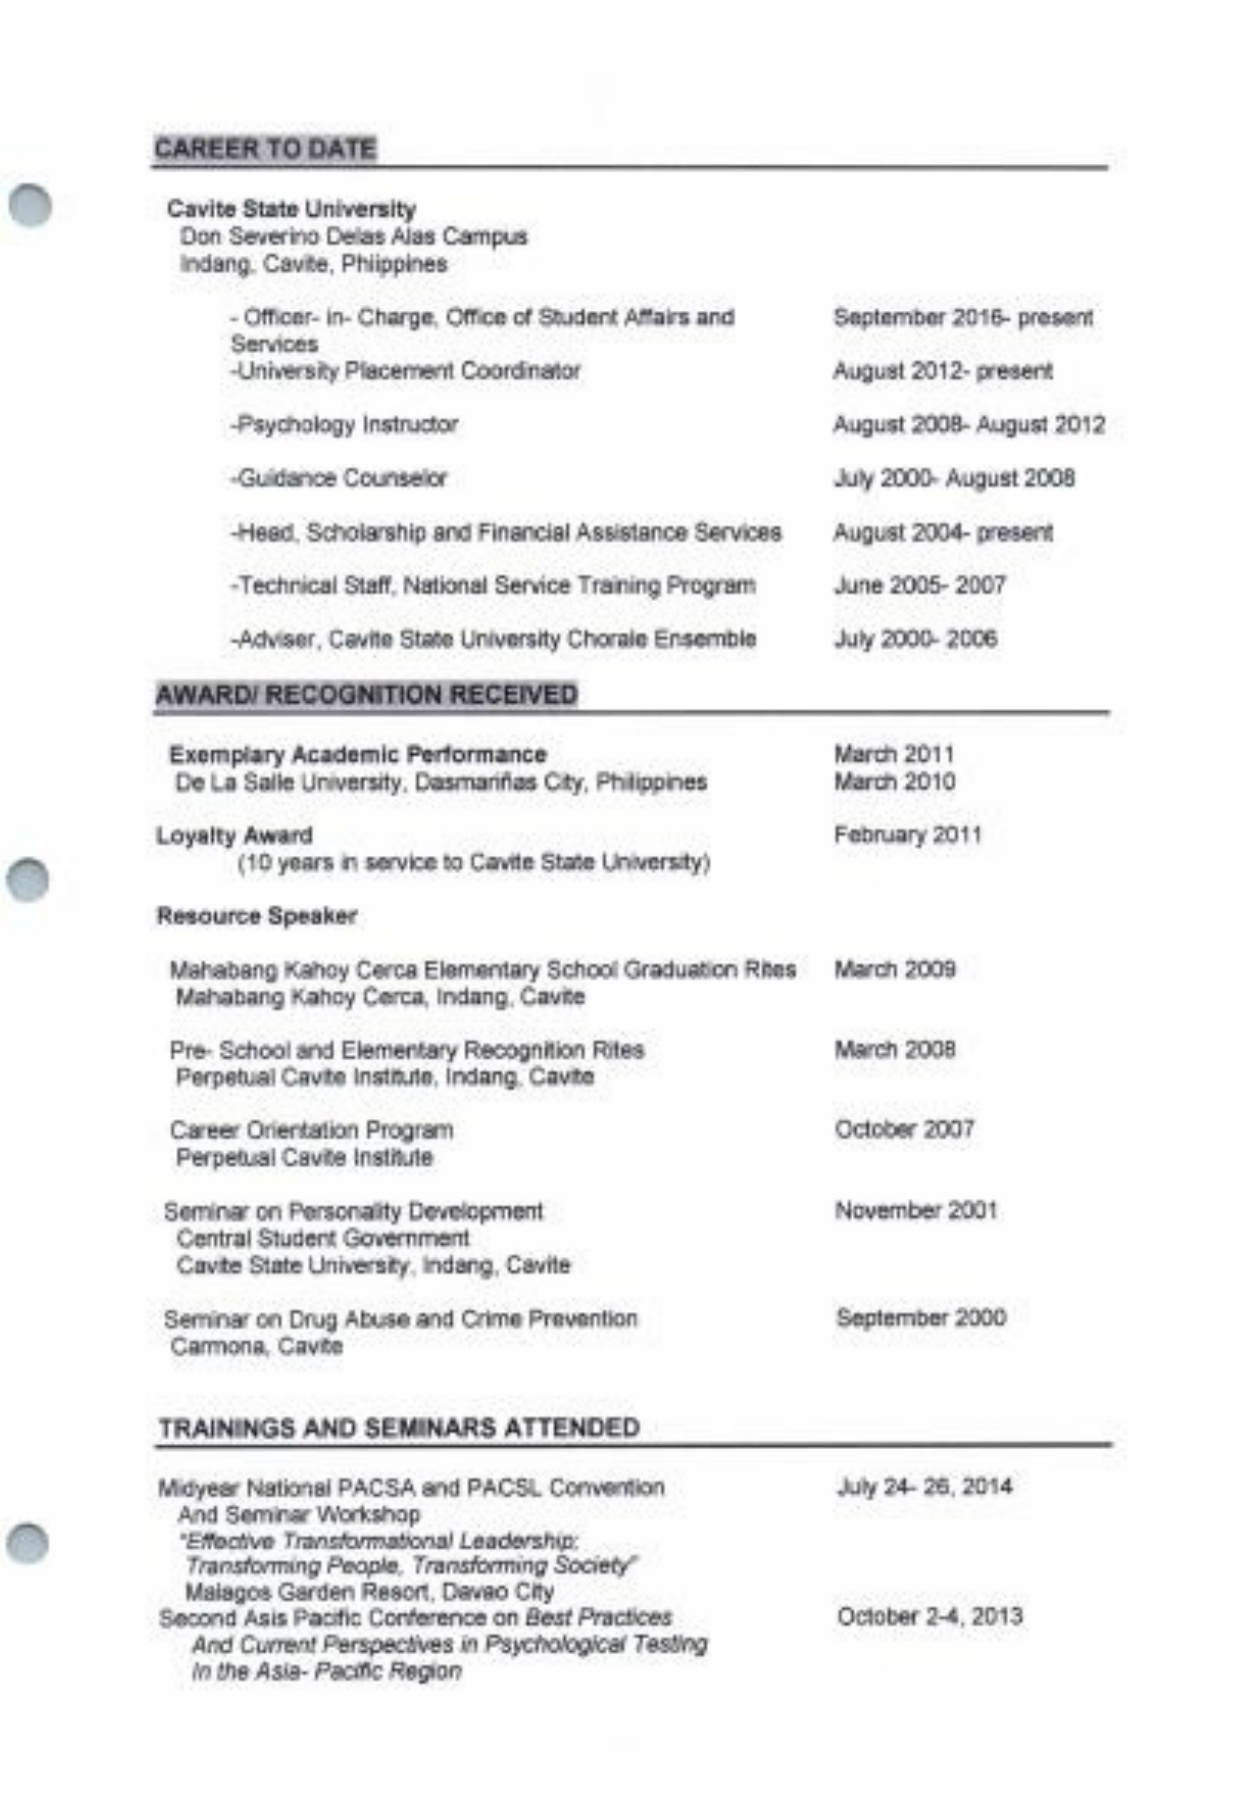 CAREER TO DATE
Cavite State University
Don Severino Delas Alas Campus
Indang, Cavite, Phiippines
- Officer- in- Charge, Office of Student Affairs and September 2016- present
Services
-University Placement Coordinator August 2012- present
-Psychology Instructor August 2008- August 2012
-Guidance Counselor July 2000- August 2008
-Head, Scholarship and Financial Assistance Services August 2004- present
-Technical Staff, National Service Training Program June 2005- 2007
-Adviser, Cavite State University Chorale Ensemble July 2000- 2006
AWARD/ RECOGNITION RECEIVED
Exemplary Academic Performance March 2011
De La Salle University, Dasmariñas City, Philippines March 2010
Loyalty Award February 2011
(10 years in service to Cavite State University)
Resource Speaker
Mahabang Kahoy Cerca Elementary School Graduation Rites March 2009
Mahabang Kahoy Cerca, Indang, Cavite
Pre- School and Elementary Recognition Rites March 2008
Perpetual Cavite Institute, Indang, Cavite
Career Orientation Program October 2007
Perpetual Cavite Institute
Seminar on Personality Development November 2001
Central Student Government
Cavite State University, Indang, Cavite
Seminar on Drug Abuse and Crime Prevention September 2000
Carmona, Cavite
TRAININGS AND SEMINARS ATTENDED
Midyear National PACSA and PACSL Convention July 24- 26, 2014
And Seminar Workshop
"Effective Transformational Leadership;
Transforming People, Transforming Society"
Malagos Garden Resort, Davao City
Second Asis Pacific Conference on Best Practices October 2-4, 2013
And Current Perspectives in Psychological Testing
In the Asia- Pacific Region